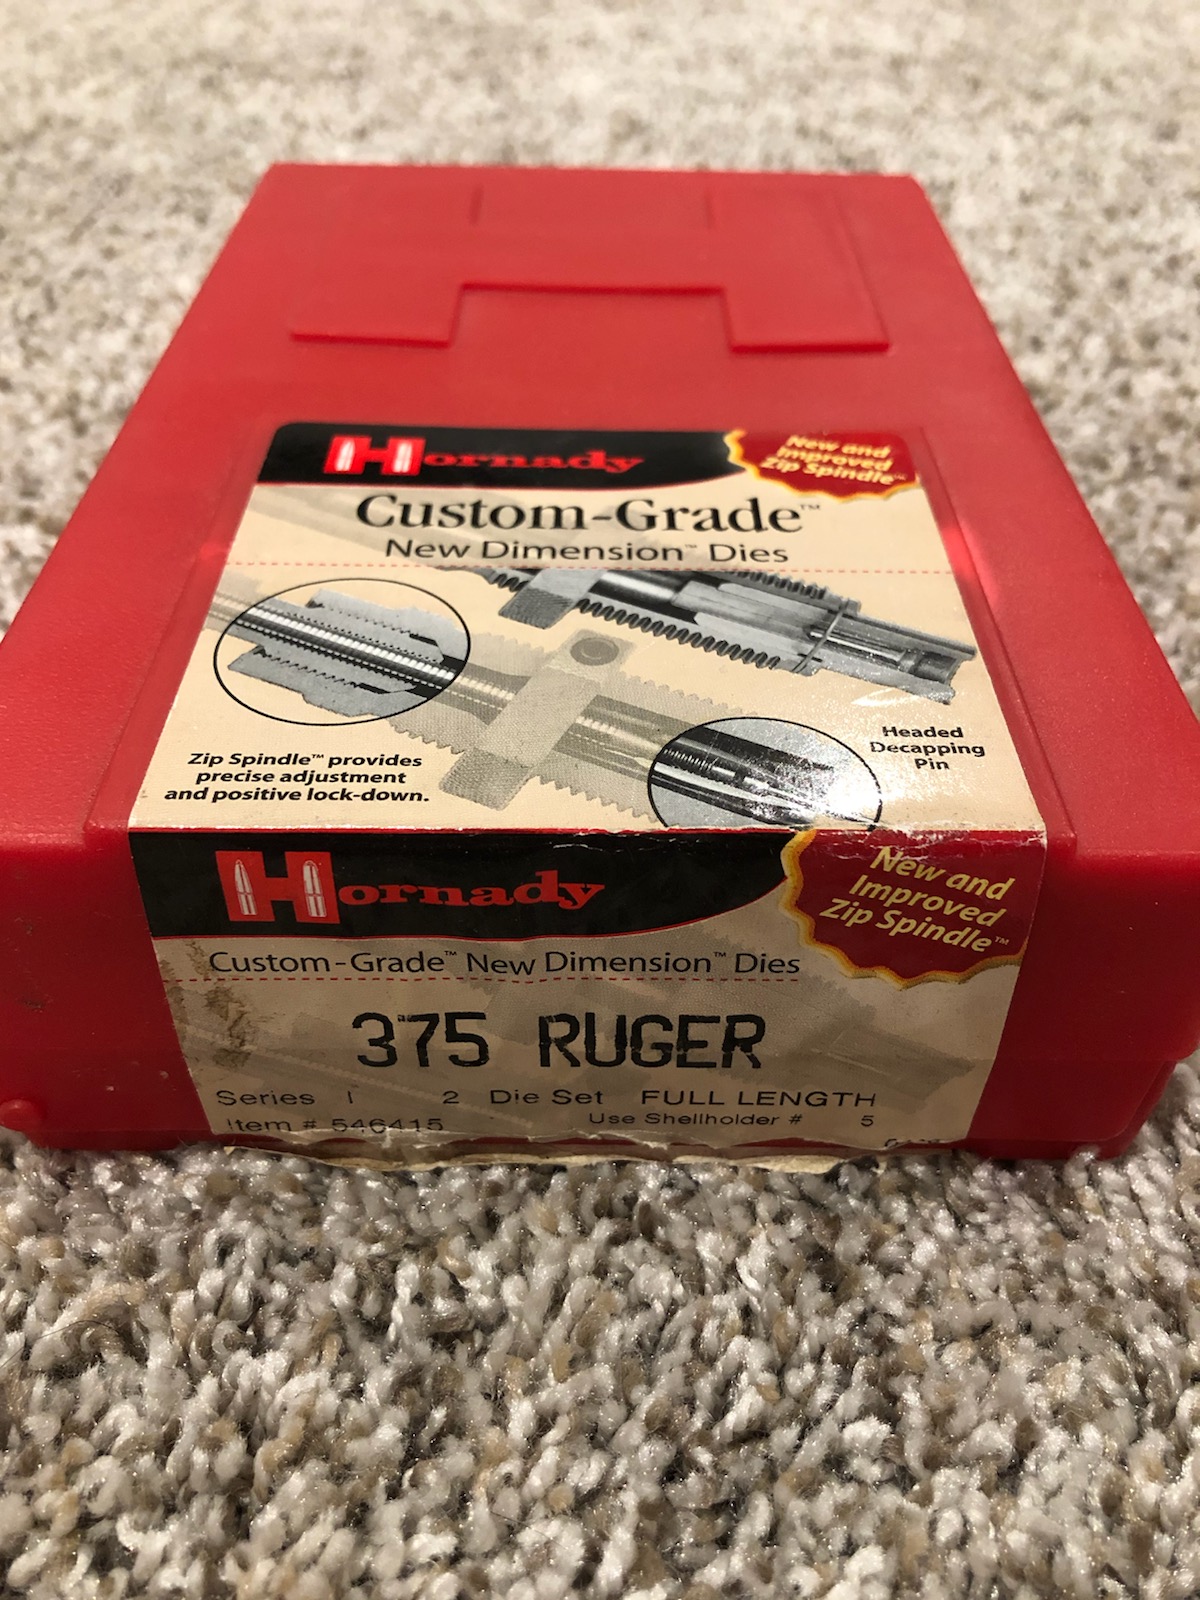 Hornady
New and
Improved
Zip Spindle™
Custom-Grade™
New Dimension™ Dies
Zip Spindle™ provides
precise adjustment
and positive lock-down.
Headed
Decapping
Pin
Hornady
New and
Improved
Zip Spindle™
Custom-Grade™ New Dimension™ Dies
375 RUGER
Series I 2 Die Set FULL LENGTH
Item # 546415 Use Shellholder # 5